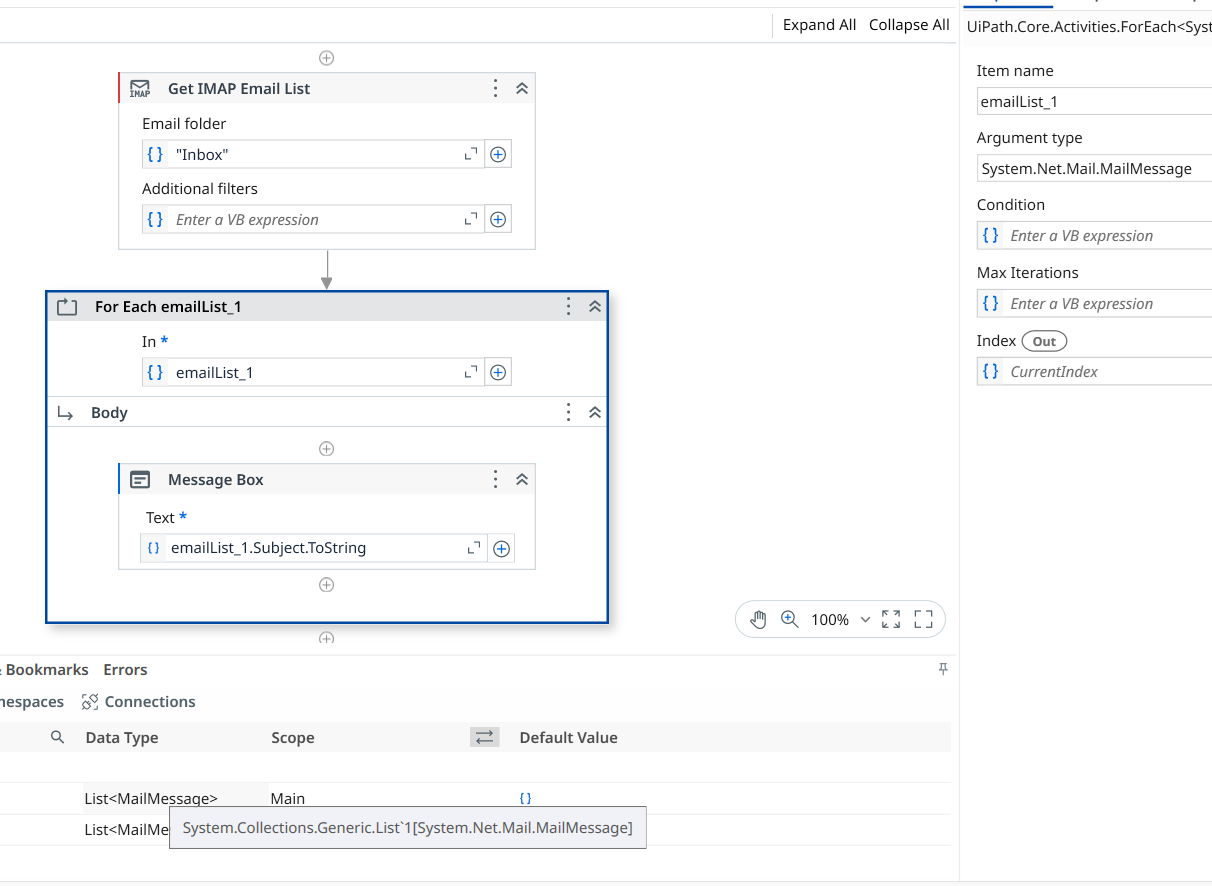 Expand All Collapse All
UiPath.Core.Activities.ForEach<Syst
Get IMAP Email List
IMAP
Email folder
"Inbox"
Additional filters
Enter a VB expression
For Each emailList_1
In *
emailList_1
Body
Message Box
Text *
emailList_1.Subject.ToString
100%
Item name
emailList_1
Argument type
System.Net.Mail.MailMessage
Condition
Enter a VB expression
Max Iterations
Enter a VB expression
Index Out
CurrentIndex
Bookmarks Errors
nespaces Connections
Data Type Scope Default Value
List<MailMessage> Main
List<MailMe
System.Collections.Generic.List`1[System.Net.Mail.MailMessage]